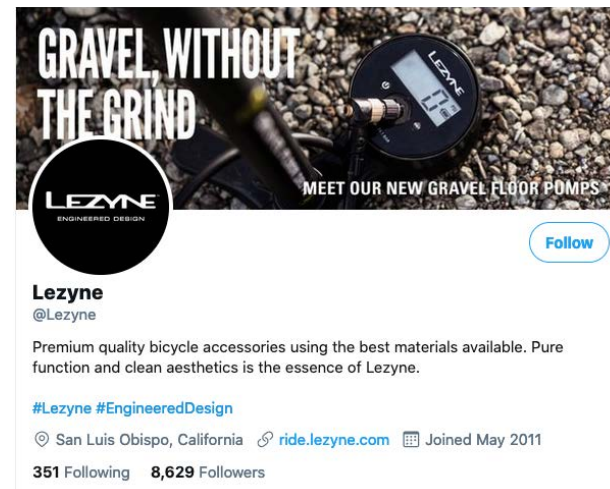 GRAVEL, WITHOUT
THE GRIND
LEZYNE
MEET OUR NEW GRAVEL FLOOR POMPS
LEZYNE
ENGINEERED DESIGN
Follow
Lezyne
@Lezyne
Premium quality bicycle accessories using the best materials available. Pure
function and clean aesthetics is the essence of Lezyne.
#Lezyne #EngineeredDesign
San Luis Obispo, California ride.lezyne.com Joined May 2011
351 Following 8,629 Followers